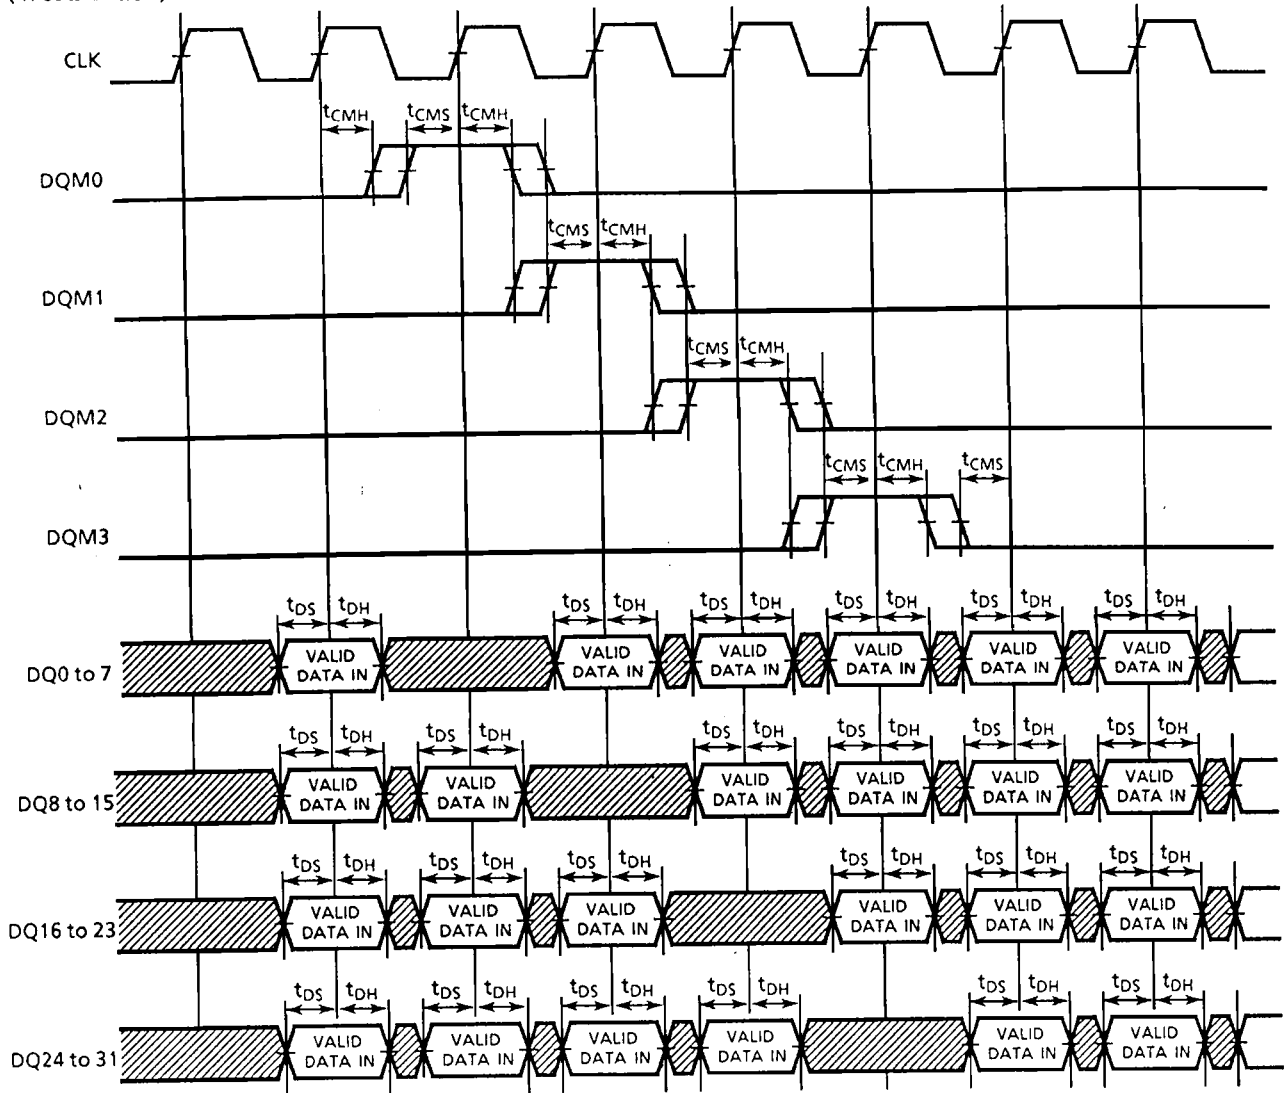 CLK
tCMH tCMS tCMH
DQM0
tCMS tCMH
DQM1
tCMS tCMH
DQM2
tCMS tCMH tCMS
DQM3
tDS tDH tDS tDH tDS tDH tDS tDH tDS tDH tDS tDH
DQ0 to 7
VALID DATA IN VALID DATA IN VALID DATA IN VALID DATA IN VALID DATA IN VALID DATA IN
tDS tDH tDS tDH tDS tDH tDS tDH tDS tDH tDS tDH
DQ8 to 15
VALID DATA IN VALID DATA IN VALID DATA IN VALID DATA IN VALID DATA IN VALID DATA IN
tDS tDH tDS tDH tDS tDH tDS tDH tDS tDH tDS tDH
DQ16 to 23
VALID DATA IN VALID DATA IN VALID DATA IN VALID DATA IN VALID DATA IN VALID DATA IN
tDS tDH tDS tDH tDS tDH tDS tDH tDS tDH tDS tDH
DQ24 to 31
VALID DATA IN VALID DATA IN VALID DATA IN VALID DATA IN VALID DATA IN VALID DATA IN